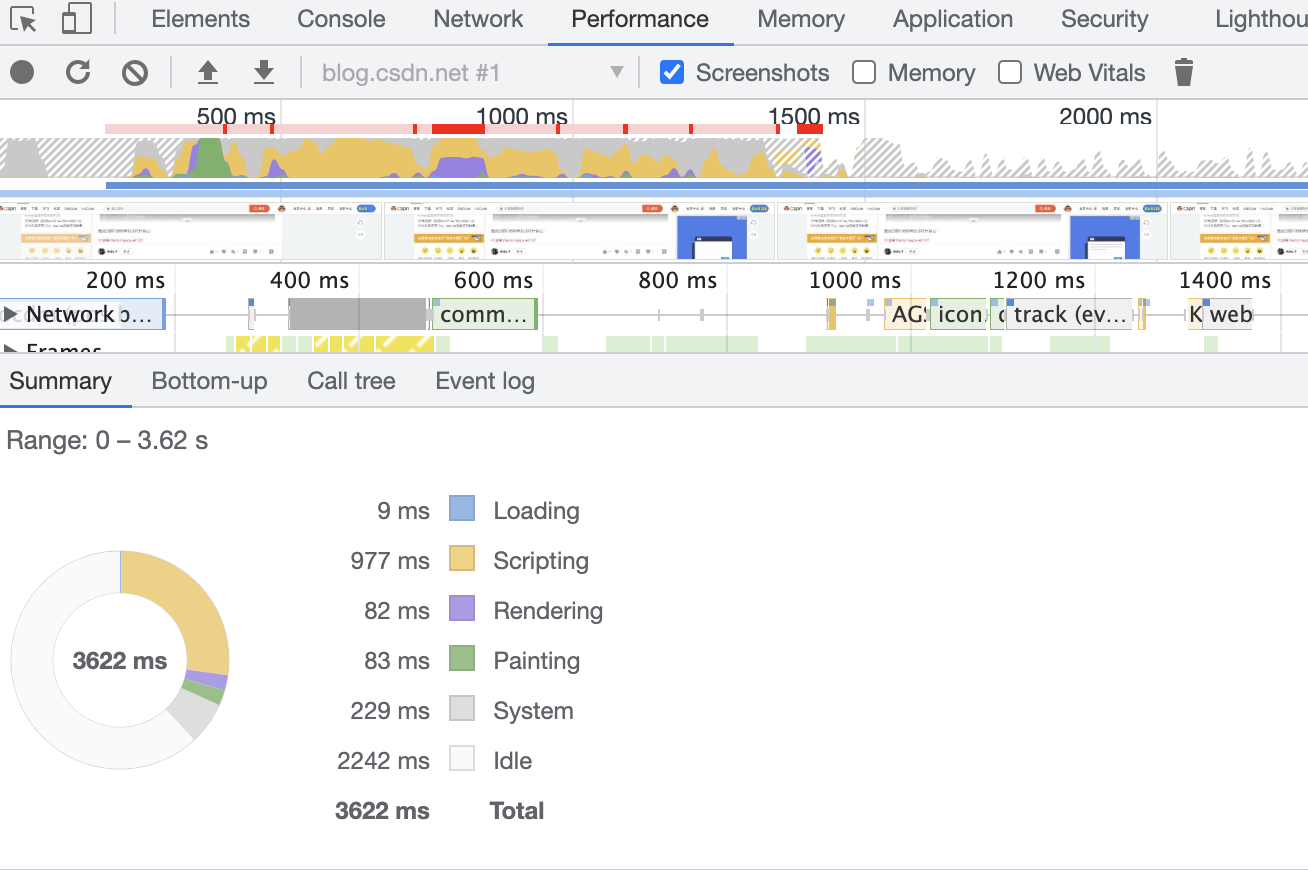 Elements Console Network Performance Memory Application Security Lighthou
blog.csdn.net #1 Screenshots Memory Web Vitals
500 ms 1000 ms 1500 ms 2000 ms
200 ms 400 ms 600 ms 800 ms 1000 ms 1200 ms 1400 ms
Network b… comm… AG icon track (ev… K web
Frames
Summary Bottom-up Call tree Event log
Range: 0 – 3.62 s
9 ms Loading
977 ms Scripting
82 ms Rendering
3622 ms 83 ms Painting
229 ms System
2242 ms Idle
3622 ms Total